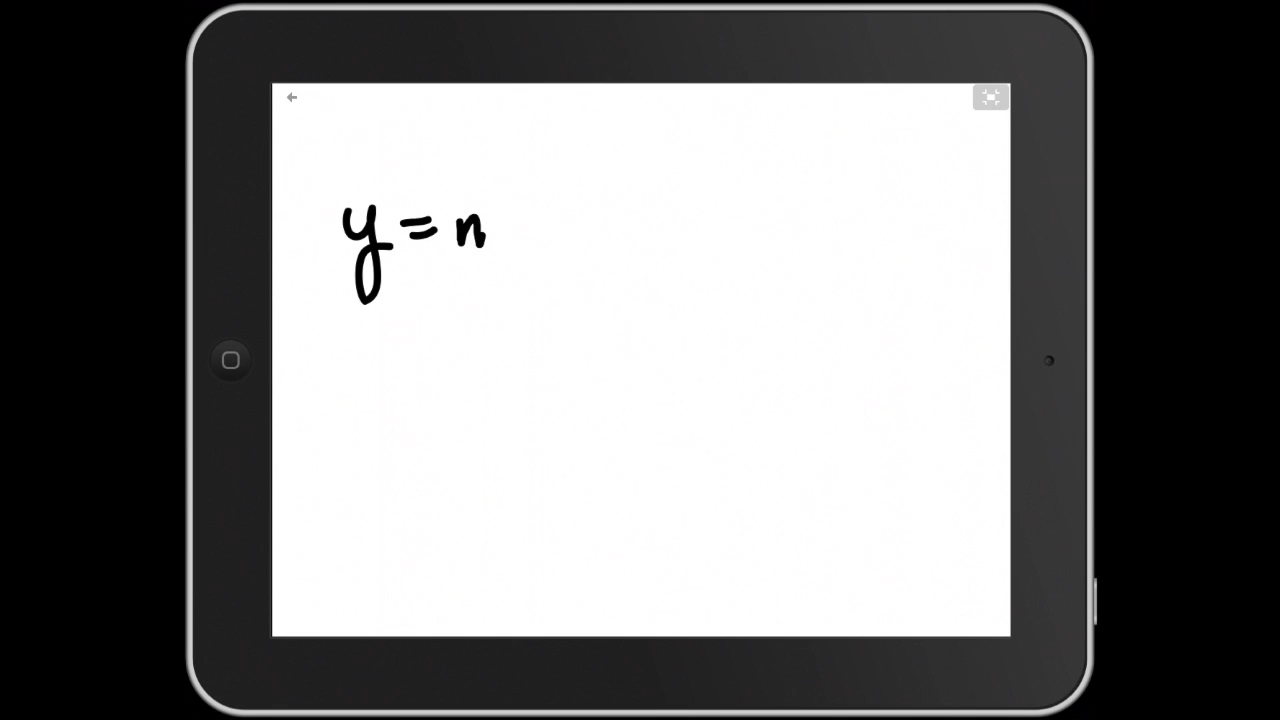 y = n